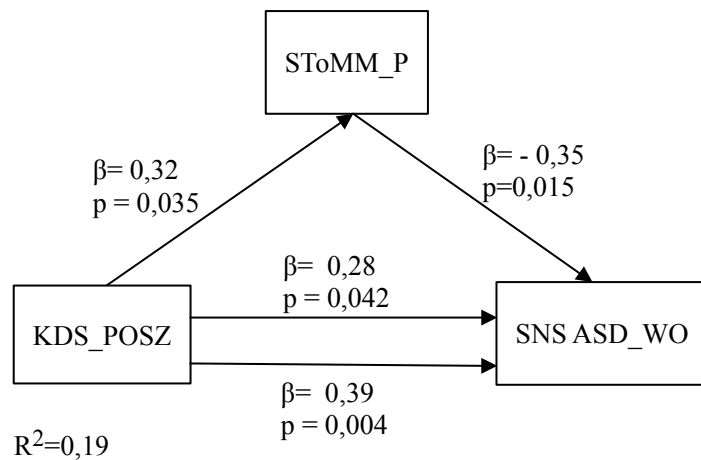 SToMM_P
β= 0,32
p = 0,035
β= - 0,35
p=0,015
β=  0,28
p = 0,042
KDS_POSZ
SNS ASD_WO
β=  0,39
p = 0,004
R²=0,19